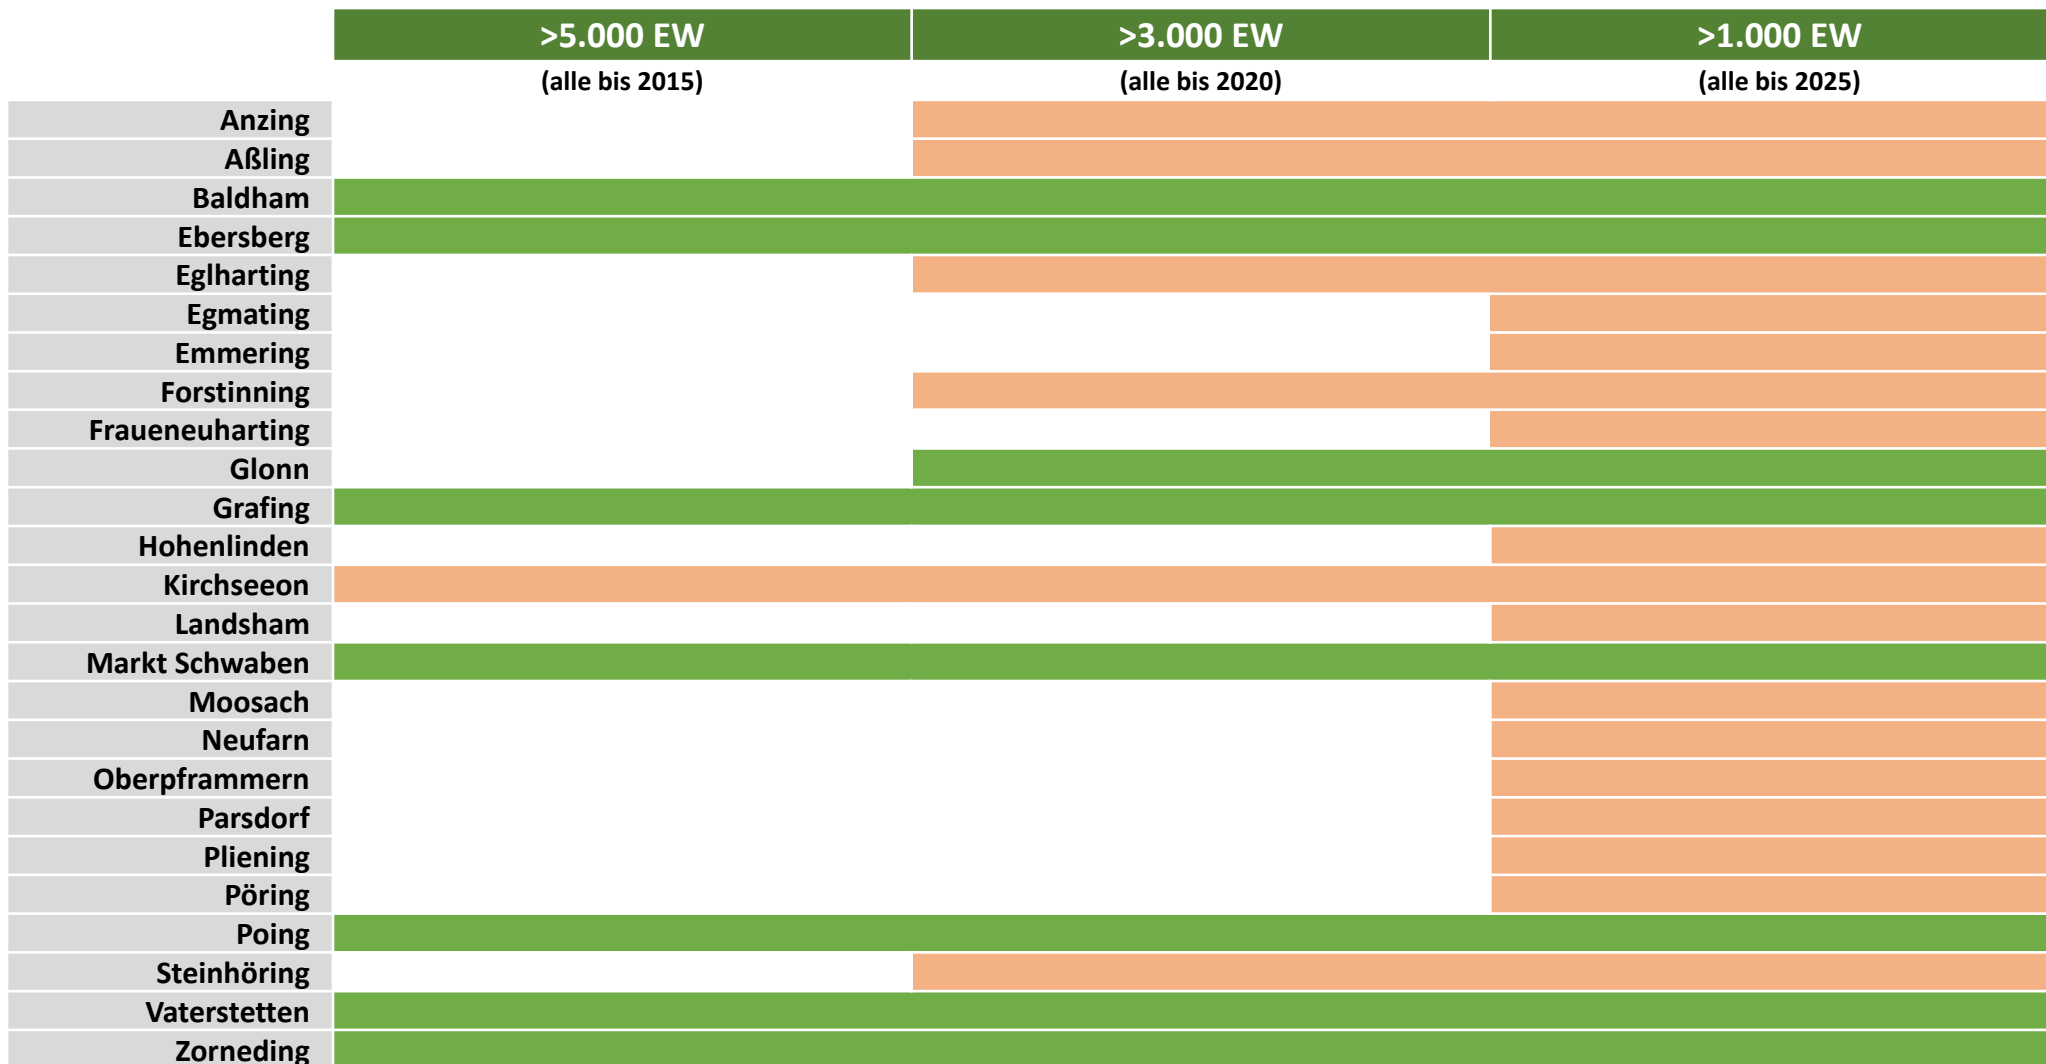 >5.000 EW >3.000 EW >1.000 EW
(alle bis 2015) (alle bis 2020) (alle bis 2025)
Anzing
Aßling
Baldham
Ebersberg
Eglharting
Egmating
Emmering
Forstinning
Fraueneuharting
Glonn
Grafing
Hohenlinden
Kirchseeon
Landsham
Markt Schwaben
Moosach
Neufarn
Oberpframmern
Parsdorf
Pliening
Pöring
Poing
Steinhöring
Vaterstetten
Zorneding